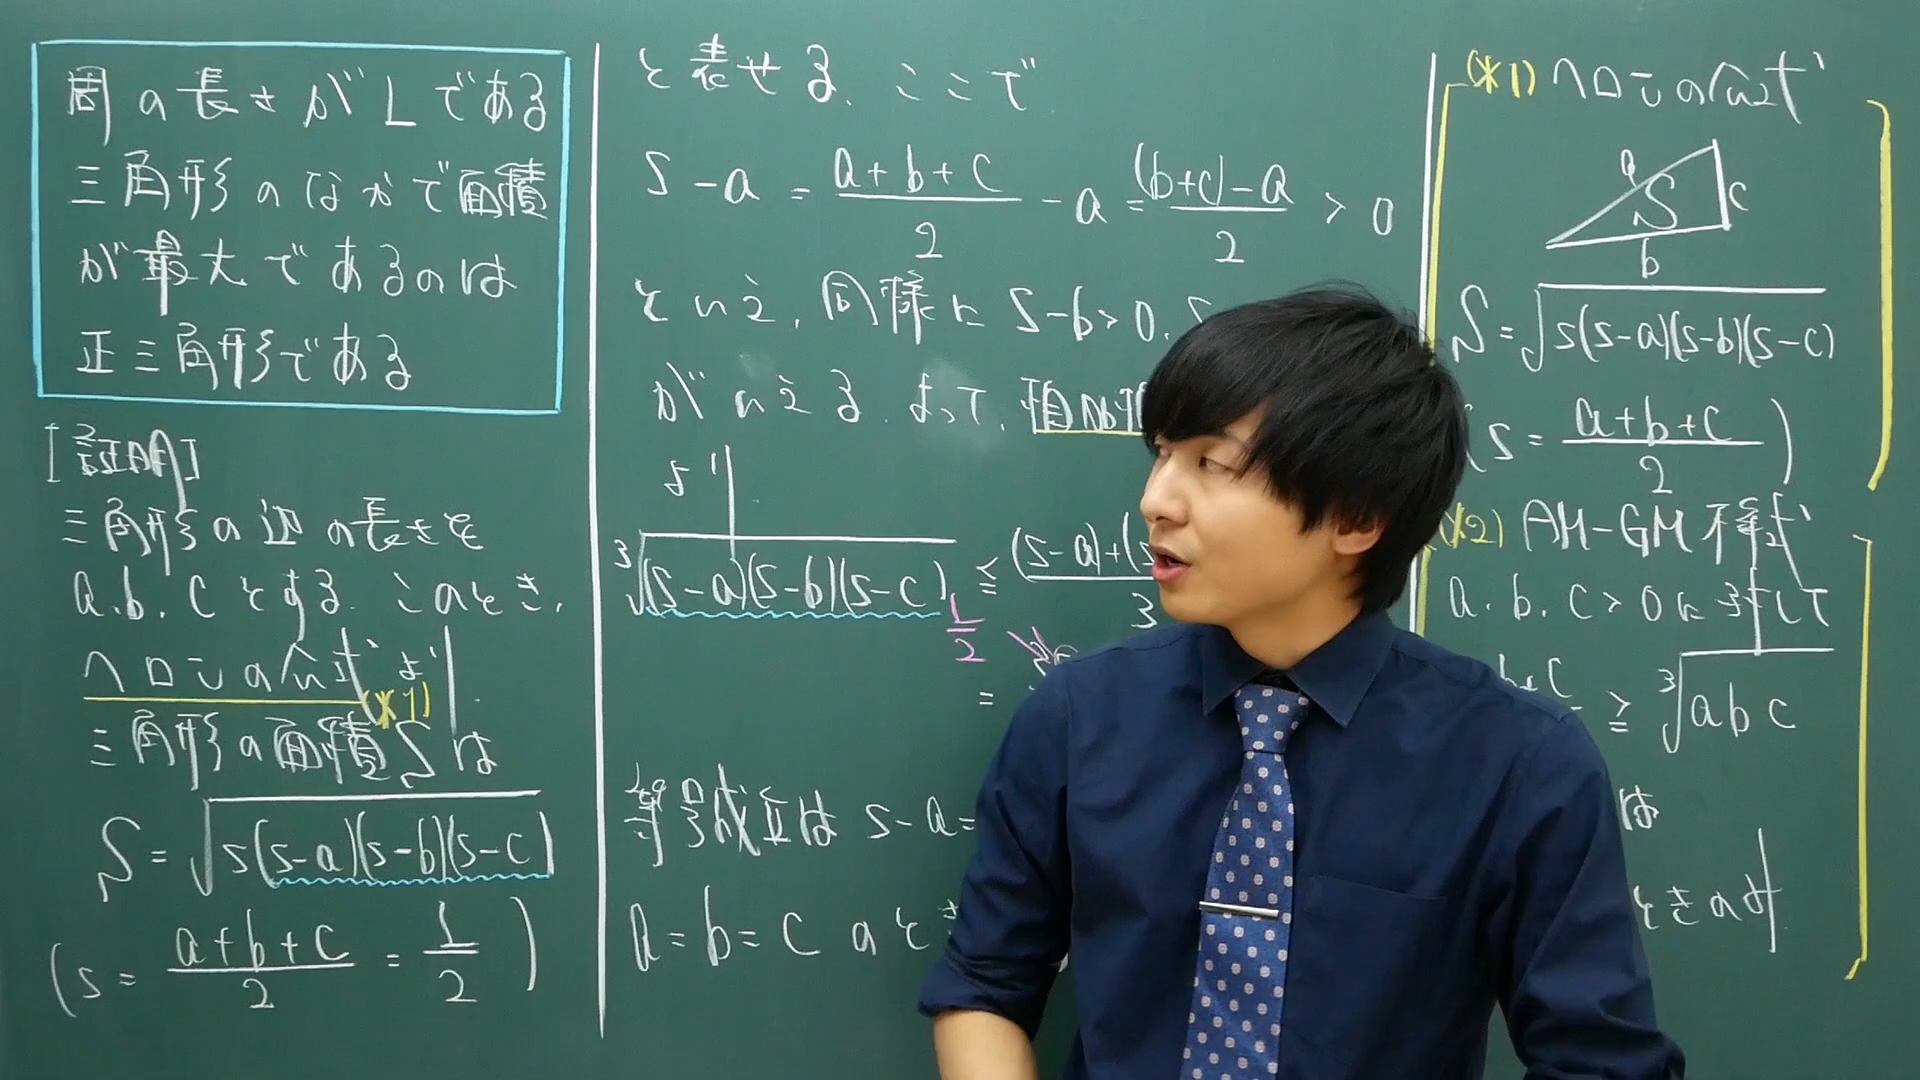 周の長さがLである
三角形のなかで面積
が最大であるのは
正三角形である
[証明]
三角形の辺の長さを
a.b.cとする.このとき,
ヘロンの公式より
(*1)
三角形の面積Sは
S=√s(s-a)(s-b)(s-c)
(s= a+b+c/2 = L/2)
と表せる.ここで
s-a = a+b+c/2 -a = (b+c)-a/2 > 0
といえ,同様に s-b>0.
がいえる.よって,
より
³√(s-a)(s-b)(s-c) ≦ (s-a)+(s /3
L/2
=
等号成立は s-a=
a=b=c のとき
(*1) ヘロンの公式
a
S
c
b
S=√s(s-a)(s-b)(s-c)
(s= a+b+c/2)
(*2) AM-GM不等式
a.b.c>0に対して
b+c ≧ ³√abc
は
ときのみ